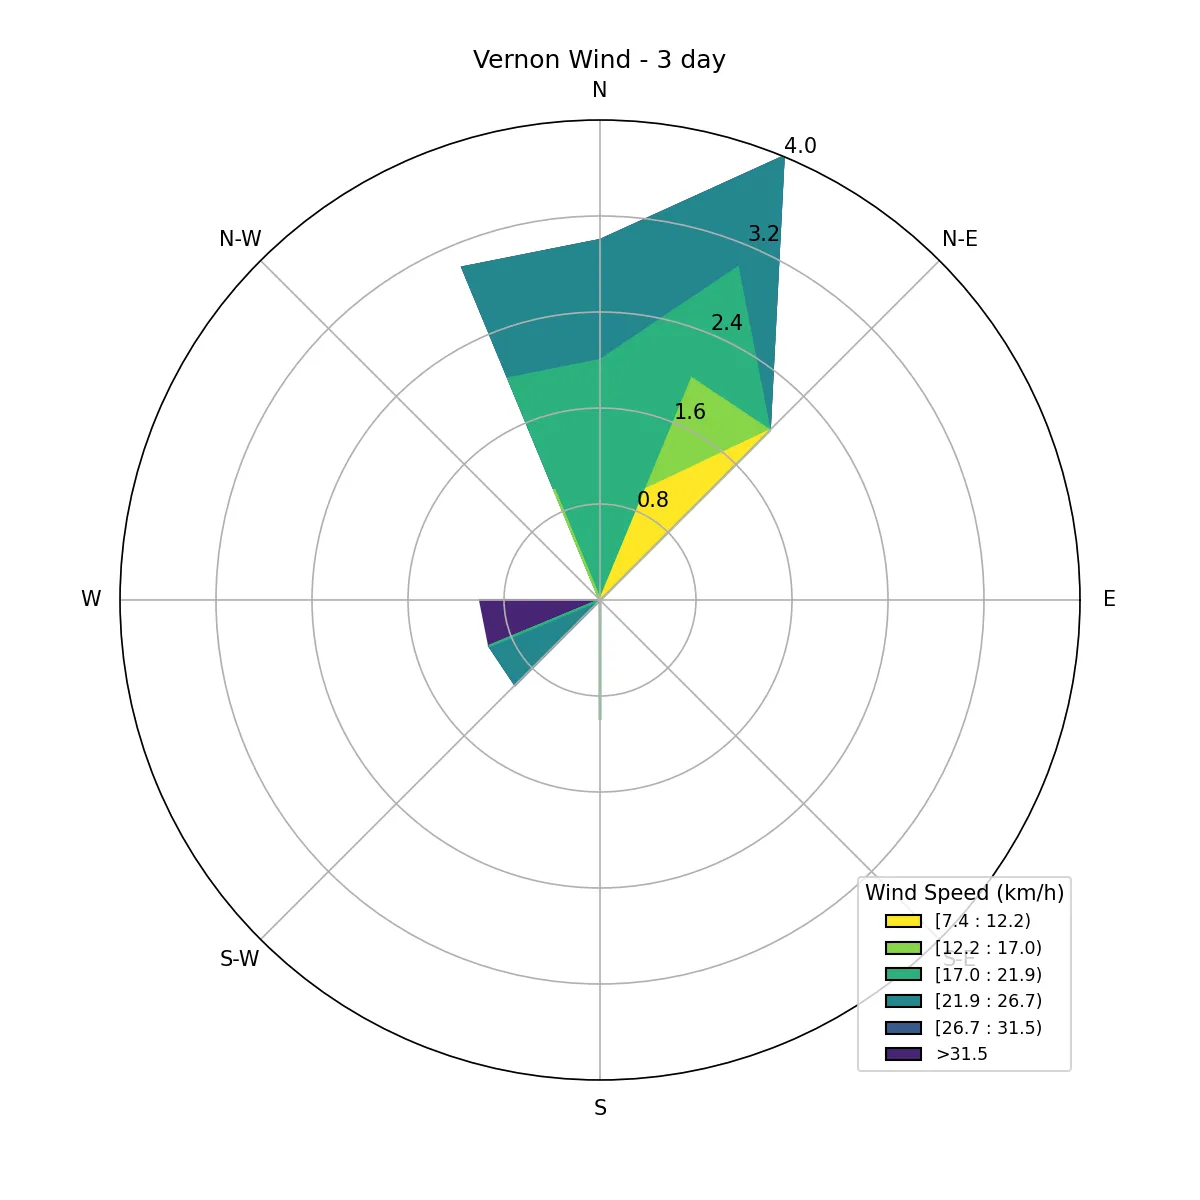 Vernon Wind - 3 day
N
4.0
N-W
3.2
N-E
2.4
1.6
0.8
W
E
Wind Speed (km/h)
[7.4 : 12.2)
[12.2 : 17.0)
S-W
S-E
[17.0 : 21.9)
[21.9 : 26.7)
[26.7 : 31.5)
>31.5
S